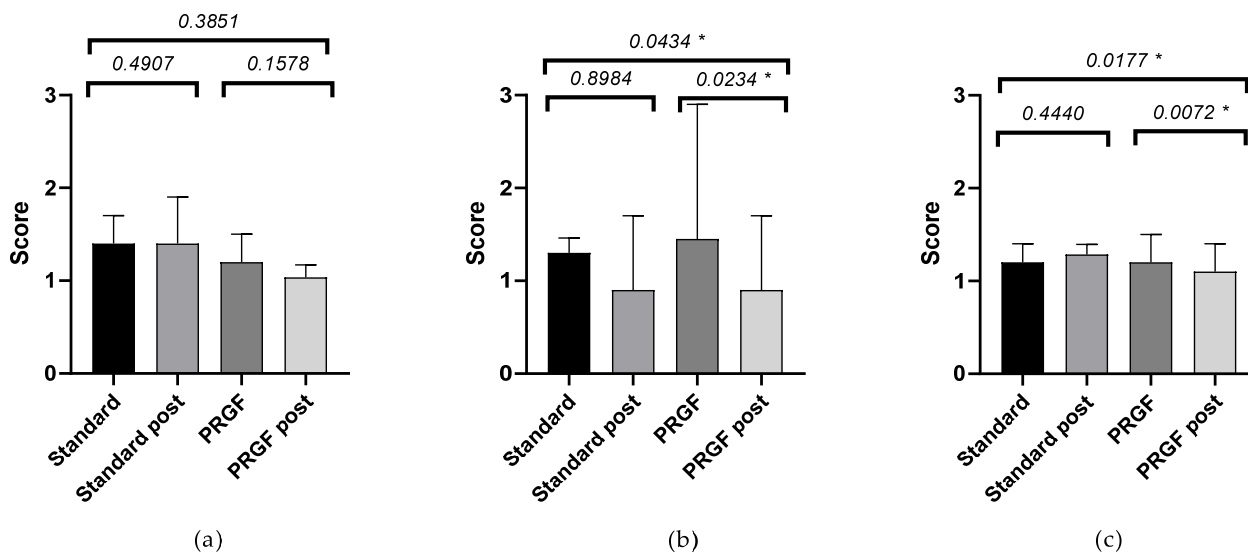 0.3851
0.4907
0.1578
3
2
1
0
Score
Standard
Standard post
PRGF
PRGF post
(a)
0.0434 *
0.8984
0.0234 *
3
2
1
0
Score
Standard
Standard post
PRGF
PRGF post
(b)
0.0177 *
0.4440
0.0072 *
3
2
1
0
Score
Standard
Standard post
PRGF
PRGF post
(c)